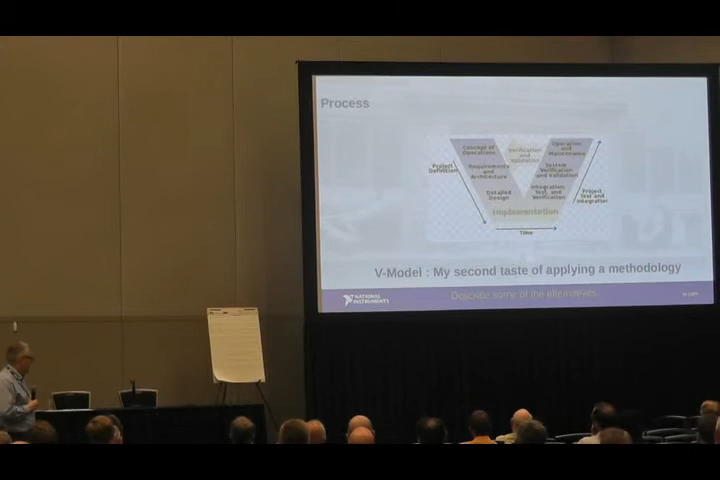 Process
Concept of
Operations
Verification
and
Validation
Operation
and
Maintenance
Project
Definition
Requirements
and
Architecture
System
Verification
and Validation
Detailed
Design
Integration,
Test, and
Verification
Project
Test and
Integration
Implementation
Time
V-Model : My second taste of applying a methodology
NATIONAL
INSTRUMENTS
Describe some of the alternatives
ni.com